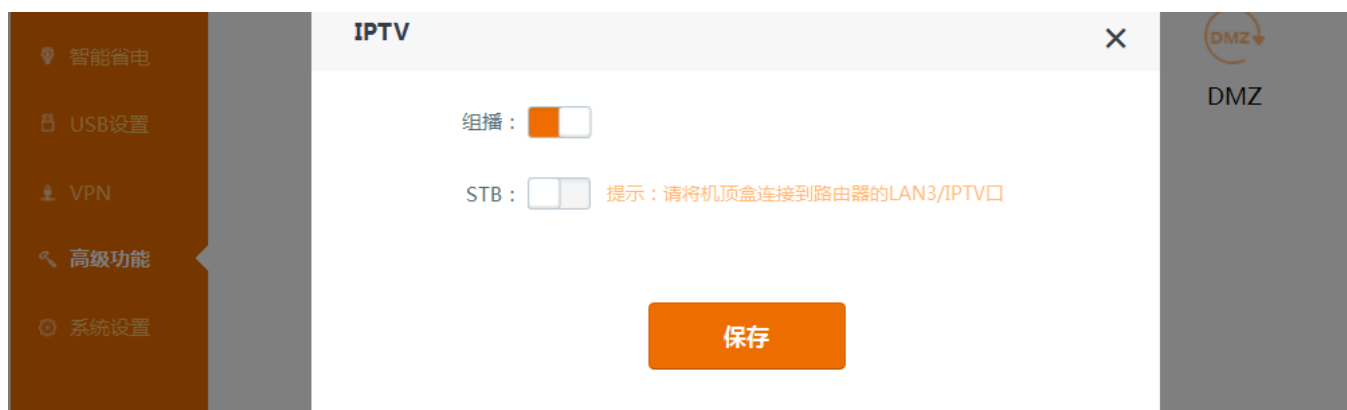 智能省电
USB设置
VPN
高级功能
系统设置
IPTV
组播：
STB： 提示：请将机顶盒连接到路由器的LAN3/IPTV口
保存
DMZ
DMZ